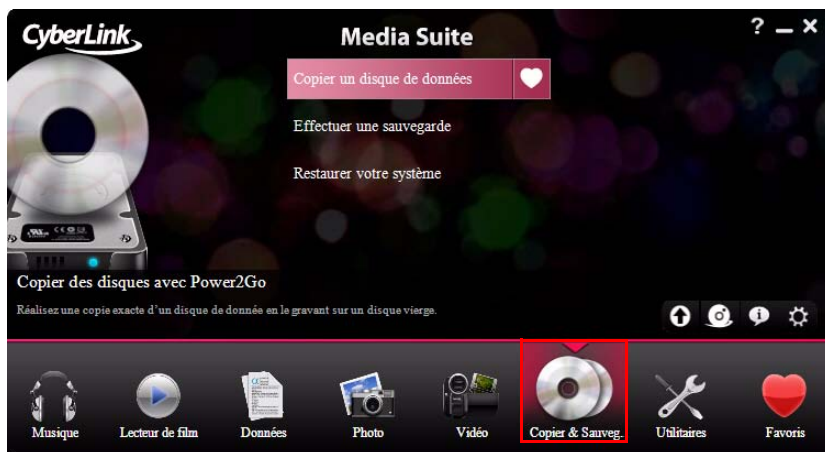 CyberLink
Media Suite
? _ ×
Copier un disque de données
Effectuer une sauvegarde
Restaurer votre système
Copier des disques avec Power2Go
Réalisez une copie exacte d’un disque de donnée en le gravant sur un disque vierge.
Musique
Lecteur de film
Données
Photo
Vidéo
Copier & Sauveg.
Utilitaires
Favoris